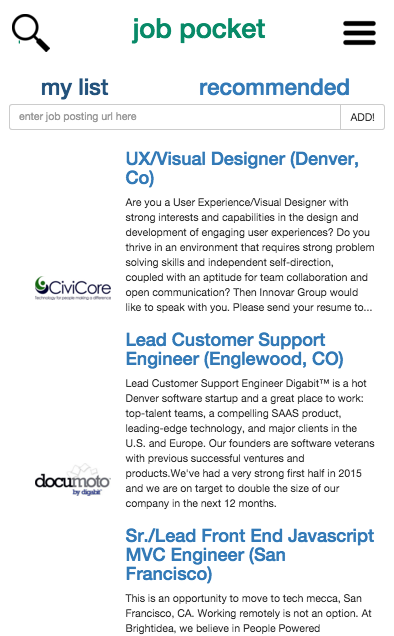 job pocket
my list
recommended
enter job posting url here
ADD!
UX/Visual Designer (Denver,
Co)
Are you a User Experience/Visual Designer with
strong interests and capabilities in the design and
development of engaging user experiences? Do you
thrive in an environment that requires strong problem
solving skills and independent self-direction,
coupled with an aptitude for team collaboration and
open communication? Then Innovar Group would
like to speak with you. Please send your resume to...
CiviCore
Technology for people making a difference
Lead Customer Support
Engineer (Englewood, CO)
Lead Customer Support Engineer Digabit™ is a hot
Denver software startup and a great place to work:
top-talent teams, a compelling SAAS product,
leading-edge technology, and major clients in the
U.S. and Europe. Our founders are software veterans
with previous successful ventures and
products.We've had a very strong first half in 2015
and we are on target to double the size of our
company in the next 12 months.
documoto
by digabit
Sr./Lead Front End Javascript
MVC Engineer (San
Francisco)
This is an opportunity to move to tech mecca, San
Francisco, CA. Working remotely is not an option. At
Brightidea, we believe in People Powered